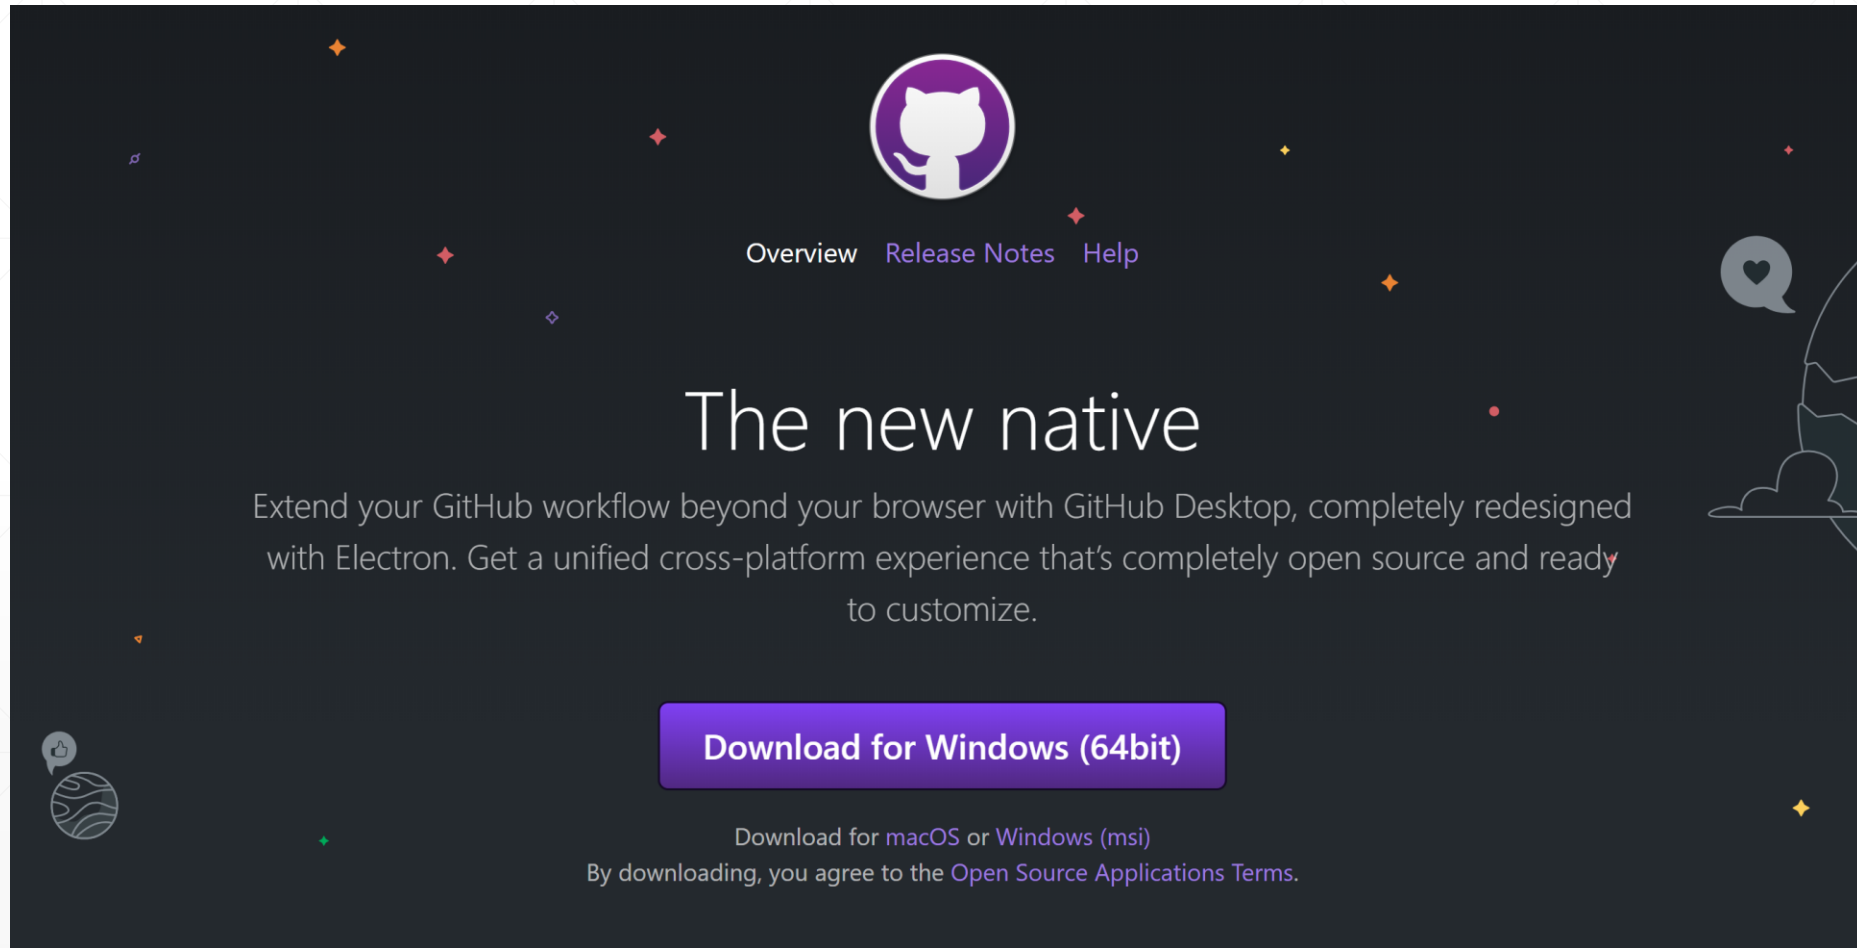 Overview Release Notes Help
The new native
Extend your GitHub workflow beyond your browser with GitHub Desktop, completely redesigned
with Electron. Get a unified cross-platform experience that's completely open source and ready
to customize.
Download for Windows (64bit)
Download for macOS or Windows (msi)
By downloading, you agree to the Open Source Applications Terms.